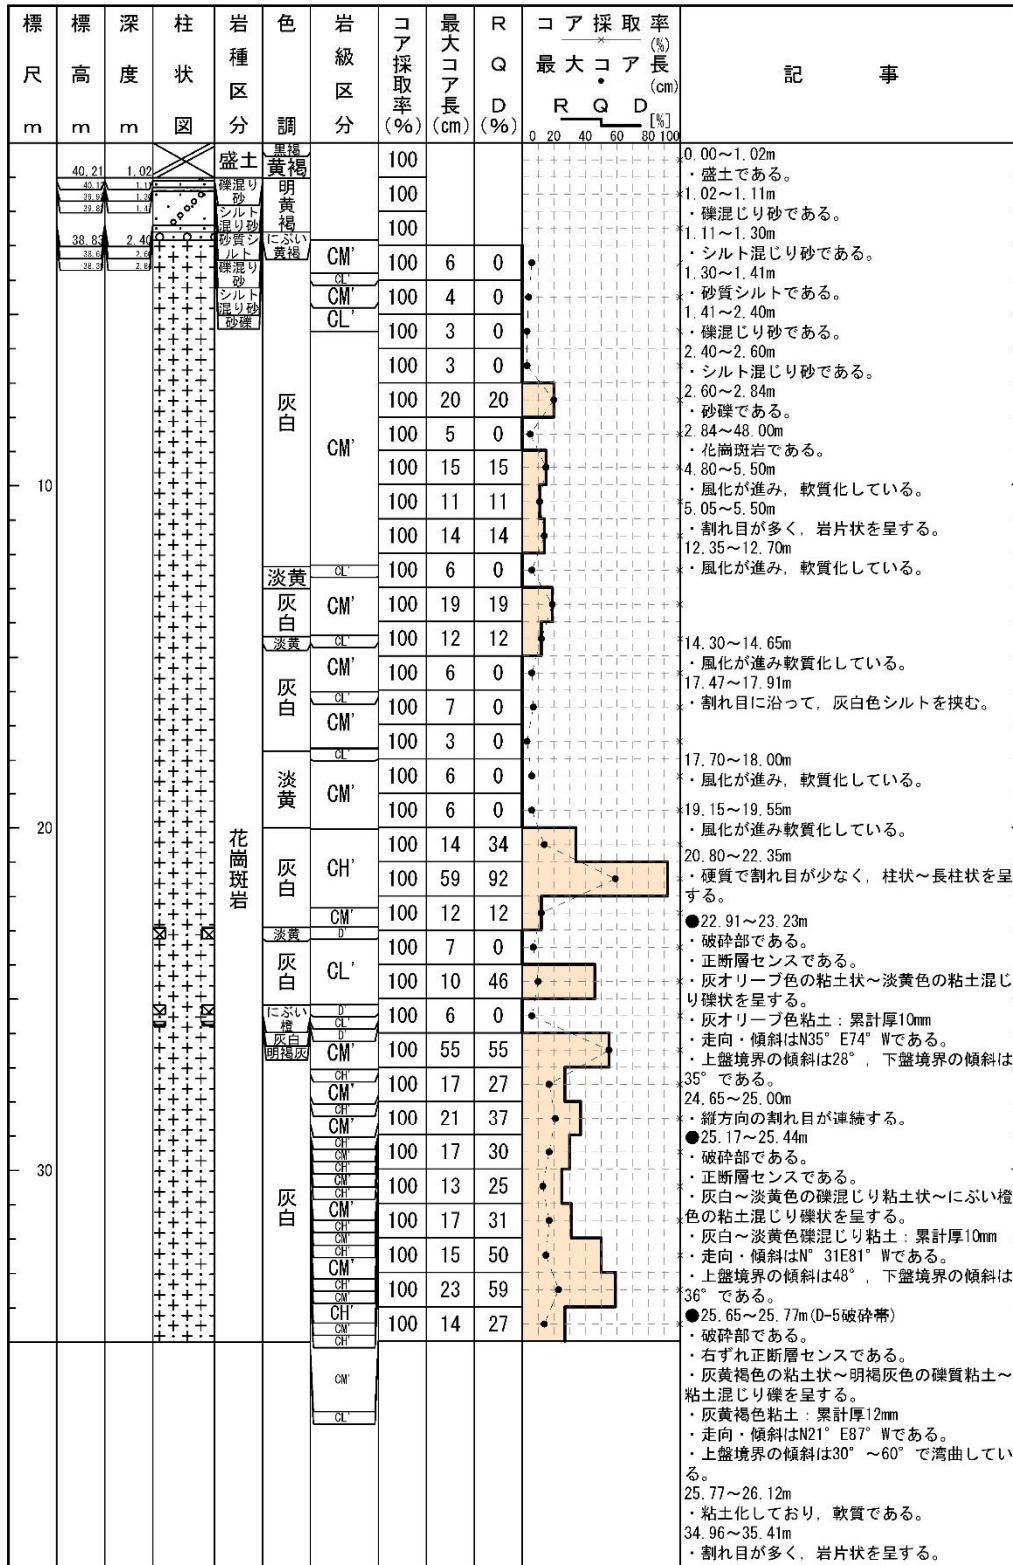 標尺m
標高m
深度m
柱状図
岩種区分
色調
岩級区分
コア採取率(%)
最大コア長(cm)
RQD(%)
コア採取率(%)
最大コア長(cm)
RQD[%]
0 20 40 60 80 100
記事
40.21 1.02
38.83 2.40
10
20
30
盛土
礫混り砂
シルト混り砂
砂質シルト
礫混り砂
シルト混り砂
砂礫
花崗斑岩
黒褐
黄褐
明黄褐
にぶい黄褐
灰白
淡黄
灰白
淡黄
灰白
淡黄
灰白
淡黄
灰白
にぶい橙
灰白
明褐灰
灰白
CM'
CL'
CM'
CL'
CM'
CL'
CM'
CL'
CM'
CL'
CM'
CL'
CM'
CH'
CM'
D'
CL'
D'
CL'
D'
CM'
CH'
CM'
CH'
CM'
CH'
CM'
CH'
CM'
CH'
CM'
CH'
CM'
CH'
CM'
CH'
CM'
CH'
CM'
CH'
CM'
CL'
100
100
100
100 6 0
100 4 0
100 3 0
100 3 0
100 20 20
100 5 0
100 15 15
100 11 11
100 14 14
100 6 0
100 19 19
100 12 12
100 6 0
100 7 0
100 3 0
100 6 0
100 6 0
100 14 34
100 59 92
100 12 12
100 7 0
100 10 46
100 6 0
100 55 55
100 17 27
100 21 37
100 17 30
100 13 25
100 17 31
100 15 50
100 23 59
100 14 27
0.00～1.02m
・盛土である。
1.02～1.11m
・礫混じり砂である。
1.11～1.30m
・シルト混じり砂である。
1.30～1.41m
・砂質シルトである。
1.41～2.40m
・礫混じり砂である。
2.40～2.60m
・シルト混じり砂である。
2.60～2.84m
・砂礫である。
2.84～48.00m
・花崗斑岩である。
4.80～5.50m
・風化が進み，軟質化している。
5.05～5.50m
・割れ目が多く，岩片状を呈する。
12.35～12.70m
・風化が進み，軟質化している。
14.30～14.65m
・風化が進み軟質化している。
17.47～17.91m
・割れ目に沿って，灰白色シルトを挟む。
17.70～18.00m
・風化が進み，軟質化している。
19.15～19.55m
・風化が進み軟質化している。
20.80～22.35m
・硬質で割れ目が少なく，柱状～長柱状を呈
する。
●22.91～23.23m
・破砕部である。
・正断層センスである。
・灰オリーブ色の粘土状～淡黄色の粘土混じ
り礫状を呈する。
・灰オリーブ色粘土：累計厚10mm
・走向・傾斜はN35°E74°Wである。
・上盤境界の傾斜は28°，下盤境界の傾斜は
35°である。
24.65～25.00m
・縦方向の割れ目が連続する。
●25.17～25.44m
・破砕部である。
・正断層センスである。
・灰白～淡黄色の礫混じり粘土状～にぶい橙
色の粘土混じり礫状を呈する。
・灰白～淡黄色礫混じり粘土：累計厚10mm
・走向・傾斜はN°31E81°Wである。
・上盤境界の傾斜は48°，下盤境界の傾斜は
36°である。
●25.65～25.77m(D-5破砕帯)
・破砕部である。
・右ずれ正断層センスである。
・灰黄褐色の粘土状～明褐灰色の礫質粘土～
粘土混じり礫を呈する。
・灰黄褐色粘土：累計厚12mm
・走向・傾斜はN21°E87°Wである。
・上盤境界の傾斜は30°～60°で湾曲してい
る。
25.77～26.12m
・粘土化しており，軟質である。
34.96～35.41m
・割れ目が多く，岩片状を呈する。